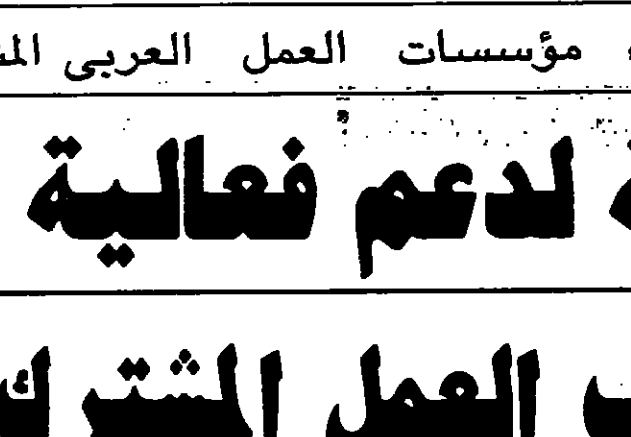 مؤسسات العمل العربى
لدعم فعالية
العمل المشترك